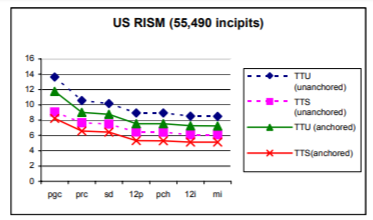 US RISM (55,490 incipits)
16
14
12
10
8
6
4
2
0
pgc prc sd 12p pch 12i mi
TTU
(unanchored)
TTS
(unanchored)
TTU (anchored)
TTS(anchored)